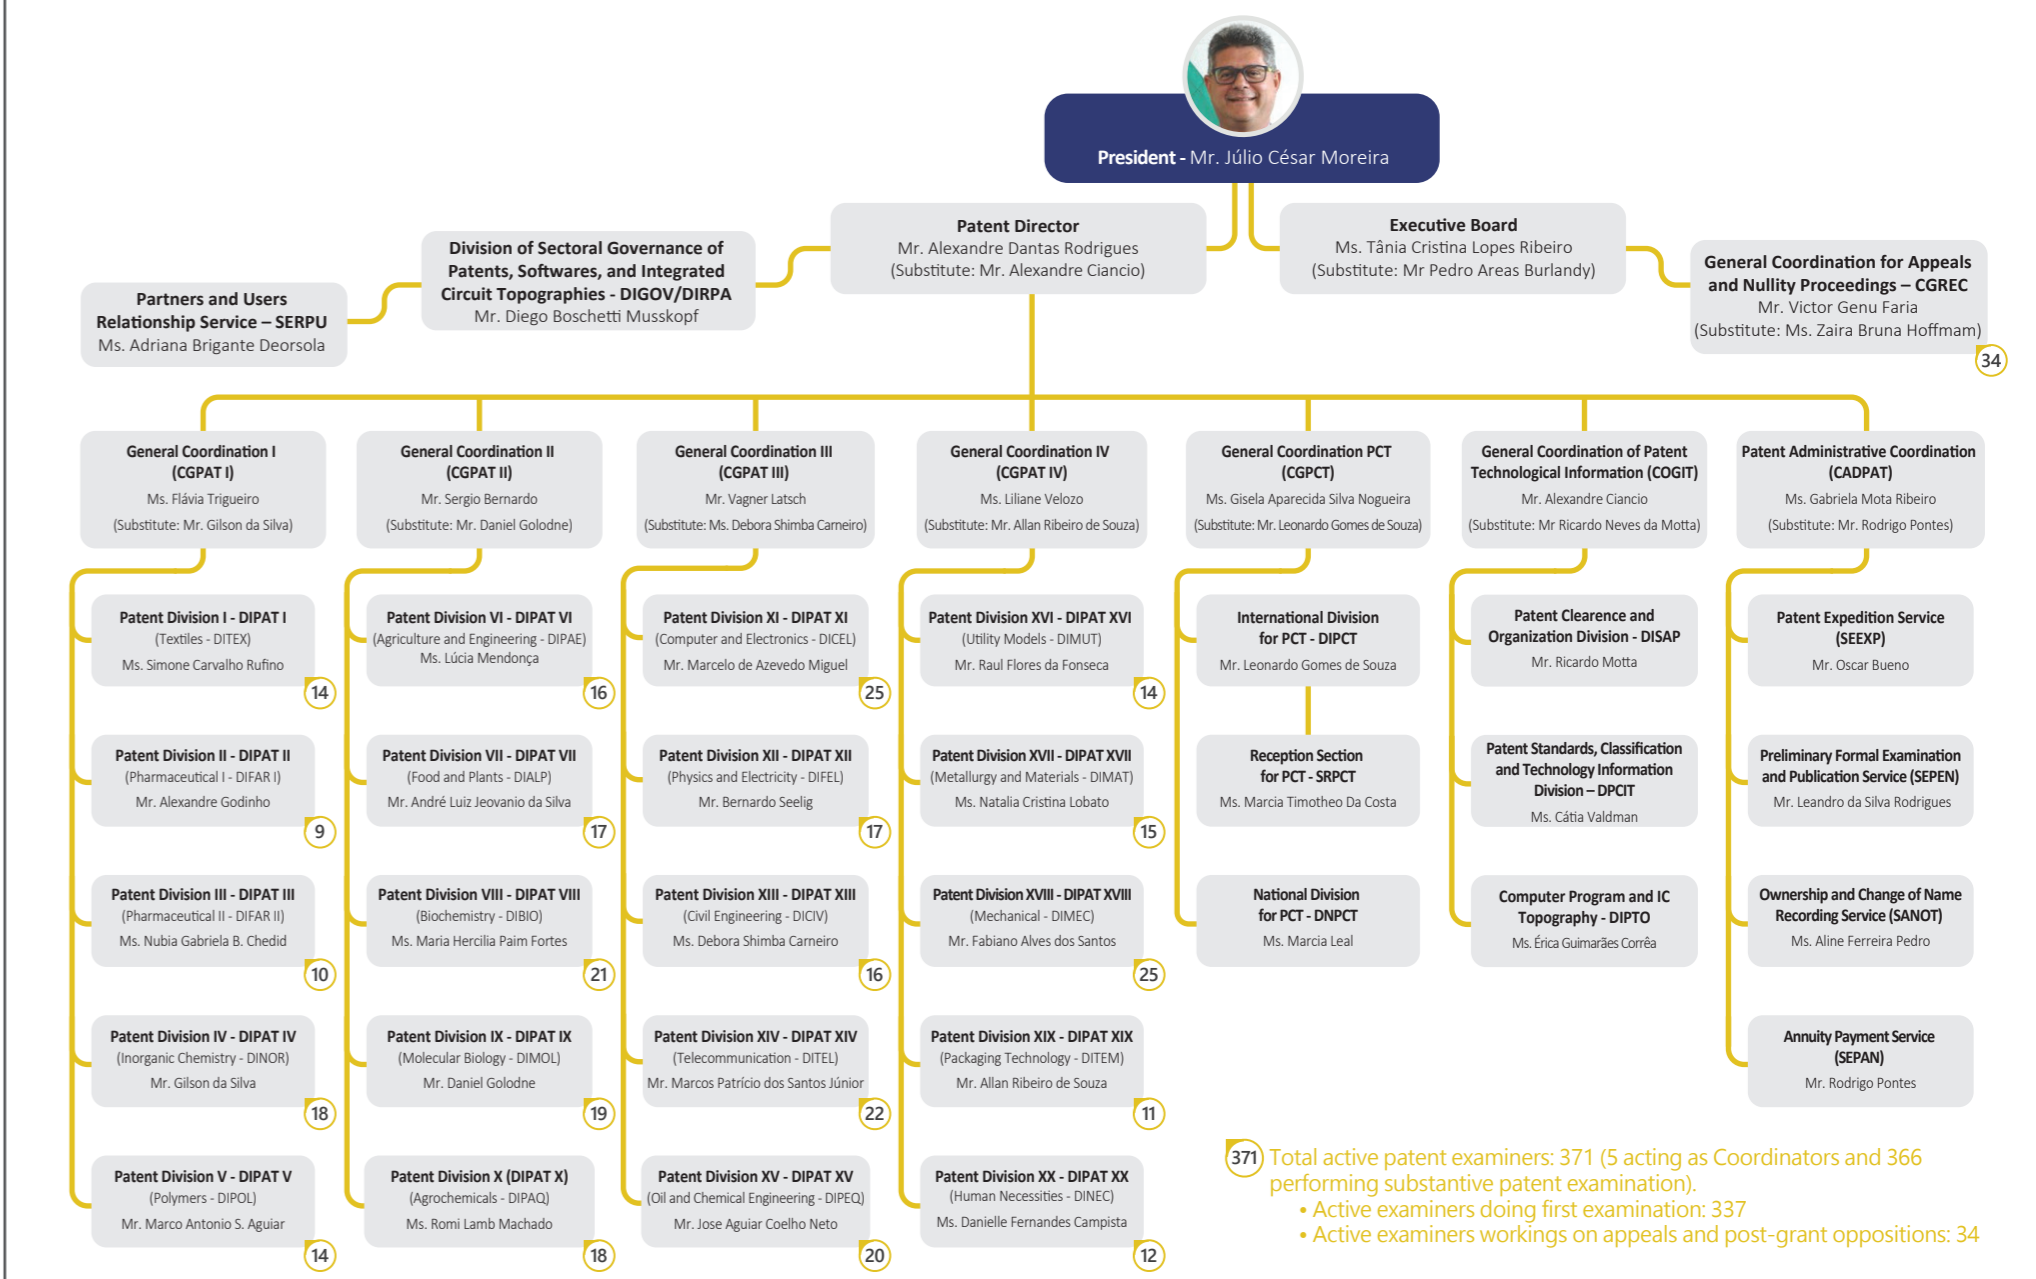 President - Mr. Júlio César Moreira
Patent Director
Mr. Alexandre Dantas Rodrigues
(Substitute: Mr. Alexandre Ciancio)
Executive Board
Ms. Tânia Cristina Lopes Ribeiro
(Substitute: Mr Pedro Areas Burlandy)
Division of Sectoral Governance of
Patents, Softwares, and Integrated
Circuit Topographies - DIGOV/DIRPA
Mr. Diego Boschetti Musskopf
Partners and Users
Relationship Service – SERPU
Ms. Adriana Brigante Deorsola
General Coordination for Appeals
and Nullity Proceedings – CGREC
Mr. Victor Genu Faria
(Substitute: Ms. Zaira Bruna Hoffmam)
34
General Coordination I
(CGPAT I)
Ms. Flávia Trigueiro
(Substitute: Mr. Gilson da Silva)
General Coordination II
(CGPAT II)
Mr. Sergio Bernardo
(Substitute: Mr. Daniel Golodne)
General Coordination III
(CGPAT III)
Mr. Vagner Latsch
(Substitute: Ms. Debora Shimba Carneiro)
General Coordination IV
(CGPAT IV)
Ms. Liliane Velozo
(Substitute: Mr. Allan Ribeiro de Souza)
General Coordination PCT
(CGPCT)
Ms. Gisela Aparecida Silva Nogueira
(Substitute: Mr. Leonardo Gomes de Souza)
General Coordination of Patent
Technological Information (COGIT)
Mr. Alexandre Ciancio
(Substitute: Mr Ricardo Neves da Motta)
Patent Administrative Coordination
(CADPAT)
Ms. Gabriela Mota Ribeiro
(Substitute: Mr. Rodrigo Pontes)
Patent Division I - DIPAT I
(Textiles - DITEX)
Ms. Simone Carvalho Rufino
14
Patent Division II - DIPAT II
(Pharmaceutical I - DIFAR I)
Mr. Alexandre Godinho
9
Patent Division III - DIPAT III
(Pharmaceutical II - DIFAR II)
Ms. Nubia Gabriela B. Chedid
10
Patent Division IV - DIPAT IV
(Inorganic Chemistry - DINOR)
Mr. Gilson da Silva
18
Patent Division V - DIPAT V
(Polymers - DIPOL)
Mr. Marco Antonio S. Aguiar
14
Patent Division VI - DIPAT VI
(Agriculture and Engineering - DIPAE)
Ms. Lúcia Mendonça
16
Patent Division VII - DIPAT VII
(Food and Plants - DIALP)
Mr. André Luiz Jeovanio da Silva
17
Patent Division VIII - DIPAT VIII
(Biochemistry - DIBIO)
Ms. Maria Hercilia Paim Fortes
21
Patent Division IX - DIPAT IX
(Molecular Biology - DIMOL)
Mr. Daniel Golodne
19
Patent Division X (DIPAT X)
(Agrochemicals - DIPAQ)
Ms. Romi Lamb Machado
18
Patent Division XI - DIPAT XI
(Computer and Electronics - DICEL)
Mr. Marcelo de Azevedo Miguel
25
Patent Division XII - DIPAT XII
(Physics and Electricity - DIFEL)
Mr. Bernardo Seelig
17
Patent Division XIII - DIPAT XIII
(Civil Engineering - DICIV)
Ms. Debora Shimba Carneiro
16
Patent Division XIV - DIPAT XIV
(Telecommunication - DITEL)
Mr. Marcos Patrício dos Santos Júnior
22
Patent Division XV - DIPAT XV
(Oil and Chemical Engineering - DIPEQ)
Mr. Jose Aguiar Coelho Neto
20
Patent Division XVI - DIPAT XVI
(Utility Models - DIMUT)
Mr. Raul Flores da Fonseca
14
Patent Division XVII - DIPAT XVII
(Metallurgy and Materials - DIMAT)
Ms. Natalia Cristina Lobato
15
Patent Division XVIII - DIPAT XVIII
(Mechanical - DIMEC)
Mr. Fabiano Alves dos Santos
25
Patent Division XIX - DIPAT XIX
(Packaging Technology - DITEM)
Mr. Allan Ribeiro de Souza
11
Patent Division XX - DIPAT XX
(Human Necessities - DINEC)
Ms. Danielle Fernandes Campista
12
International Division
for PCT - DIPCT
Mr. Leonardo Gomes de Souza
Reception Section
for PCT - SRPCT
Ms. Marcia Timotheo Da Costa
National Division
for PCT - DNPCT
Ms. Marcia Leal
Patent Clearence and
Organization Division - DISAP
Mr. Ricardo Motta
Patent Standards, Classification
and Technology Information
Division – DPCIT
Ms. Cátia Valdman
Computer Program and IC
Topography - DIPTO
Ms. Érica Guimarães Corrêa
Patent Expedition Service
(SEEXP)
Mr. Oscar Bueno
Preliminary Formal Examination
and Publication Service (SEPEN)
Mr. Leandro da Silva Rodrigues
Ownership and Change of Name
Recording Service (SANOT)
Ms. Aline Ferreira Pedro
Annuity Payment Service
(SEPAN)
Mr. Rodrigo Pontes
371 Total active patent examiners: 371 (5 acting as Coordinators and 366
performing substantive patent examination).
• Active examiners doing first examination: 337
• Active examiners workings on appeals and post-grant oppositions: 34